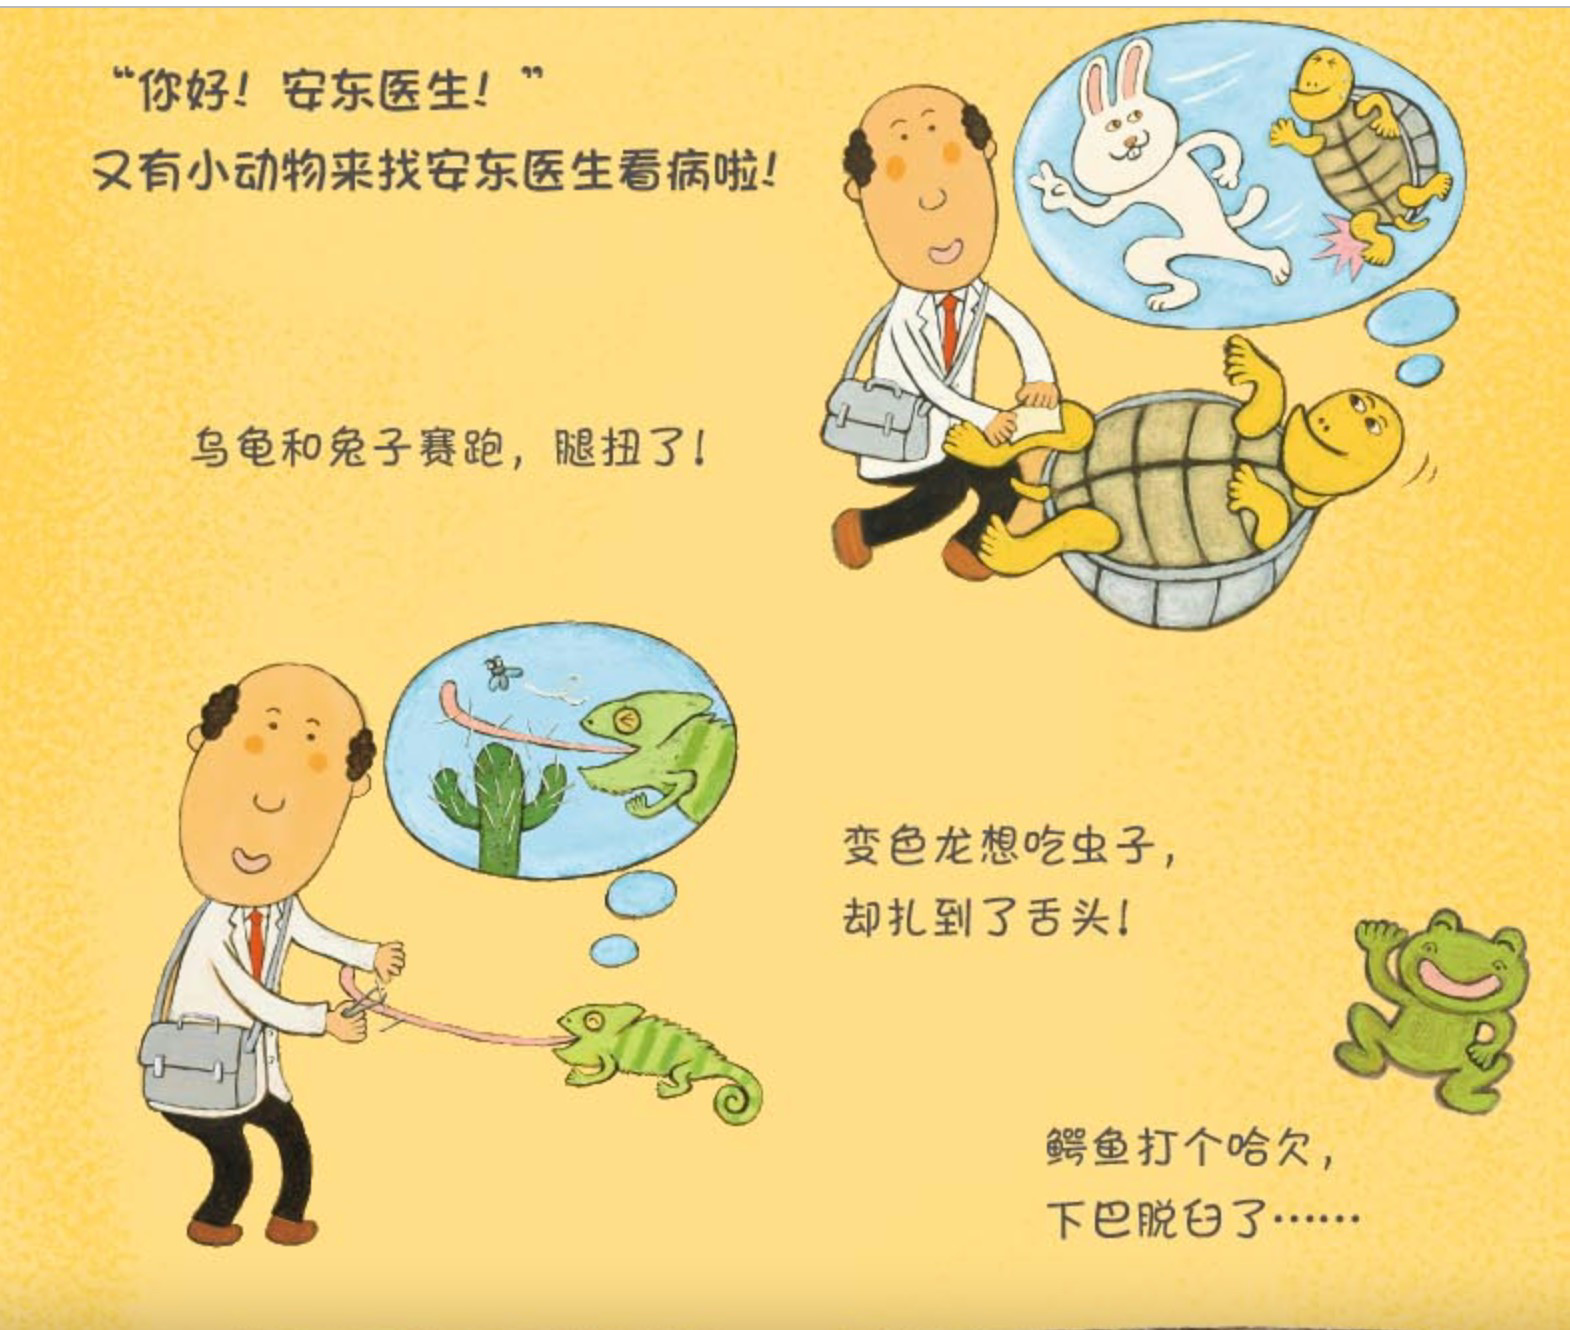 “你好！安东医生！”
又有小动物来找安东医生看病啦！
乌龟和兔子赛跑，腿扭了！
变色龙想吃虫子，
却扎到了舌头！
鳄鱼打个哈欠，
下巴脱臼了……